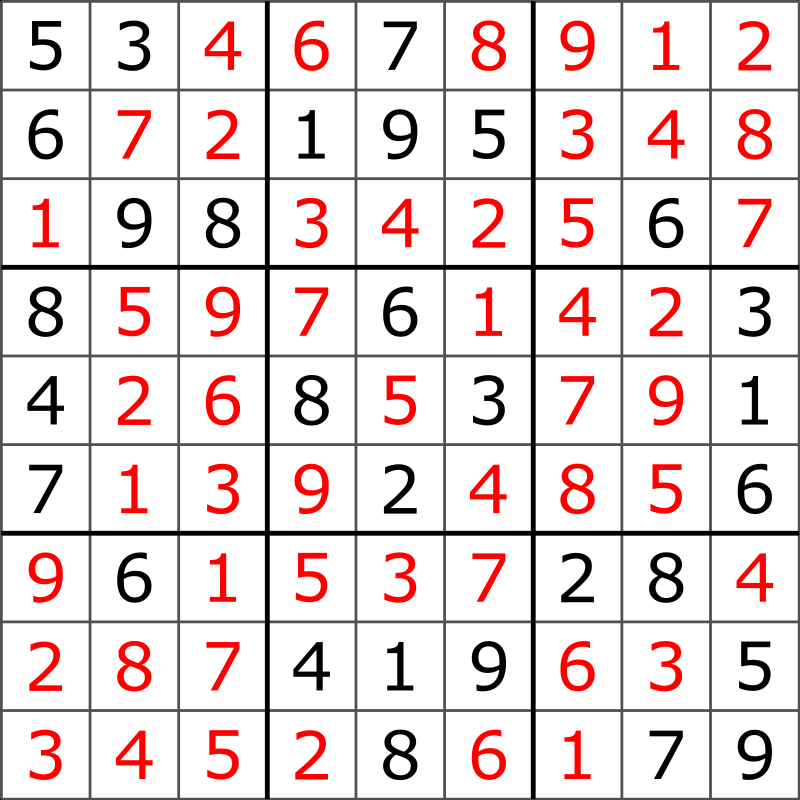 5 3 4 6 7 8 9 1 2
6 7 2 1 9 5 3 4 8
1 9 8 3 4 2 5 6 7
8 5 9 7 6 1 4 2 3
4 2 6 8 5 3 7 9 1
7 1 3 9 2 4 8 5 6
9 6 1 5 3 7 2 8 4
2 8 7 4 1 9 6 3 5
3 4 5 2 8 6 1 7 9